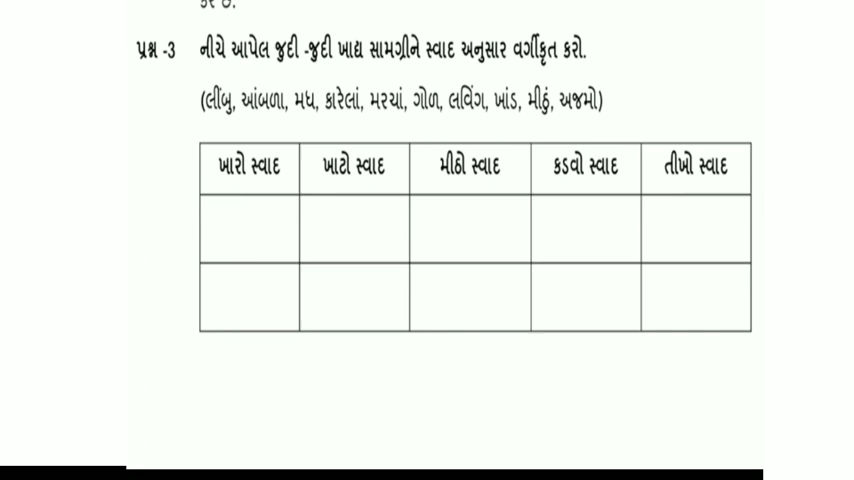 પ્રશ્ન -3 નીચે આપેલ જુદી -જુદી ખાદ્ય સામગ્રીને સ્વાદ અનુસાર વર્ગીકૃત કરો.
(લીંબુ, આંબળા, મધ, કારેલાં, મરચાં, ગોળ, લવિંગ, ખાંડ, મીઠું, અજમો)
ખારો સ્વાદ ખાટો સ્વાદ મીઠો સ્વાદ કડવો સ્વાદ તીખો સ્વાદ